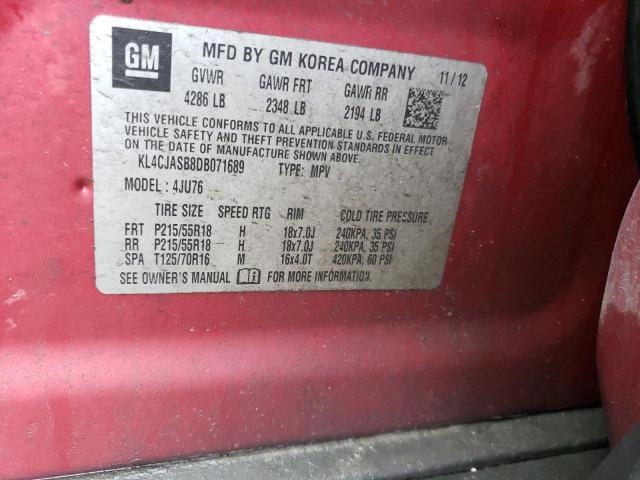 GM
MFD BY GM KOREA COMPANY 11/12
GVWR GAWR FRT GAWR RR
4286 LB 2348 LB 2194 LB
THIS VEHICLE CONFORMS TO ALL APPLICABLE U.S. FEDERAL MOTOR
VEHICLE SAFETY AND THEFT PREVENTION STANDARDS IN EFFECT
ON THE DATE OF MANUFACTURE SHOWN ABOVE.
KL4CJASB8DB071689 TYPE: MPV
MODEL: 4JU76
TIRE SIZE SPEED RTG RIM COLD TIRE PRESSURE
FRT P215/55R18 H 18x7.0J 240KPA, 35 PSI
RR P215/55R18 H 18x7.0J 240KPA, 35 PSI
SPA T125/70R16 M 16x4.0T 420KPA, 60 PSI
SEE OWNER'S MANUAL FOR MORE INFORMATION.